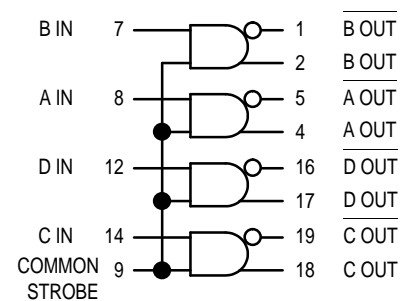 B IN 7 1 B OUT
2 B OUT
A IN 8 5 A OUT
4 A OUT
D IN 12 16 D OUT
17 D OUT
C IN 14 19 C OUT
COMMON STROBE 9 18 C OUT